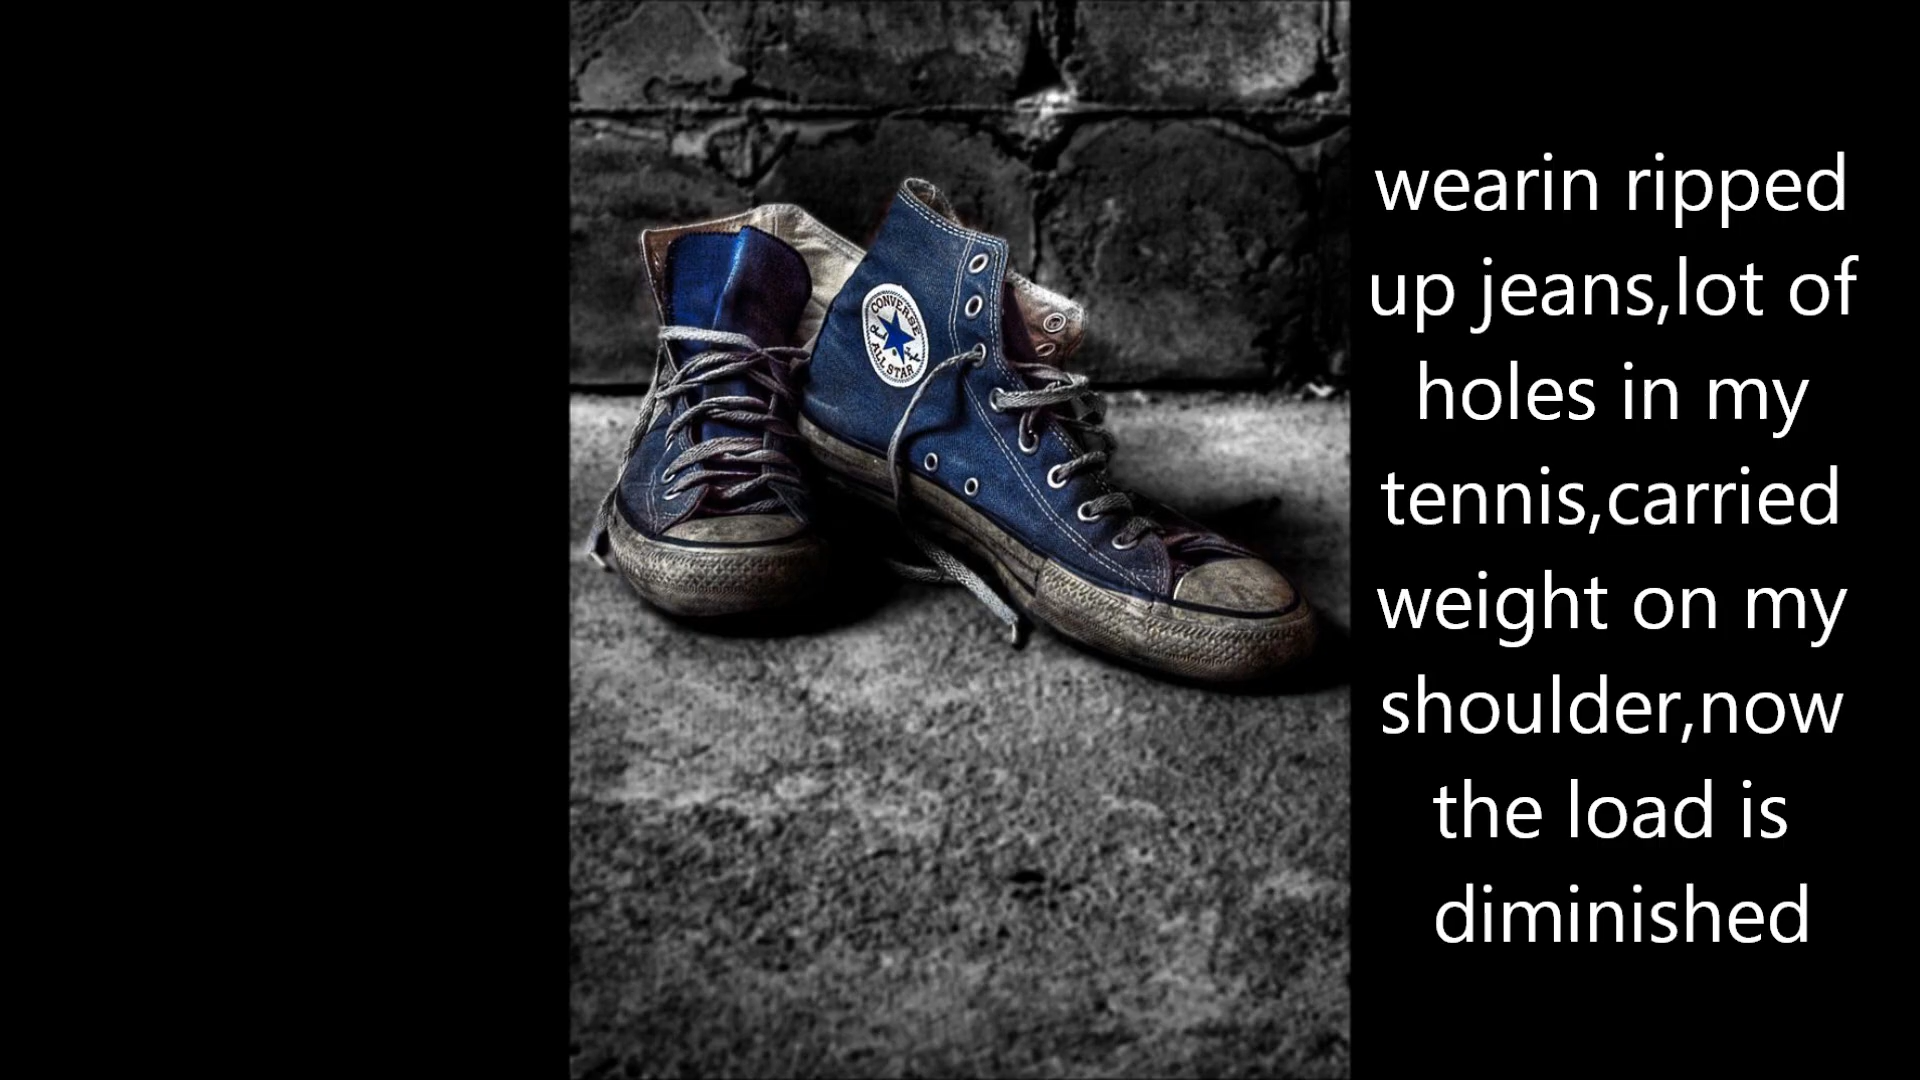 CONVERSE
ALL STAR
wearin ripped
up jeans,lot of
holes in my
tennis,carried
weight on my
shoulder,now
the load is
diminished